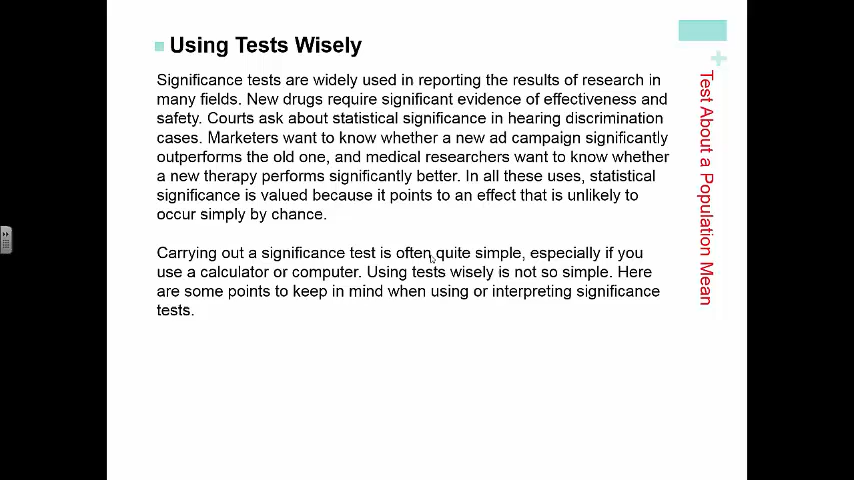 Using Tests Wisely
Significance tests are widely used in reporting the results of research in
many fields. New drugs require significant evidence of effectiveness and
safety. Courts ask about statistical significance in hearing discrimination
cases. Marketers want to know whether a new ad campaign significantly
outperforms the old one, and medical researchers want to know whether
a new therapy performs significantly better. In all these uses, statistical
significance is valued because it points to an effect that is unlikely to
occur simply by chance.
Carrying out a significance test is often quite simple, especially if you
use a calculator or computer. Using tests wisely is not so simple. Here
are some points to keep in mind when using or interpreting significance
tests.
+
Test About a Population Mean